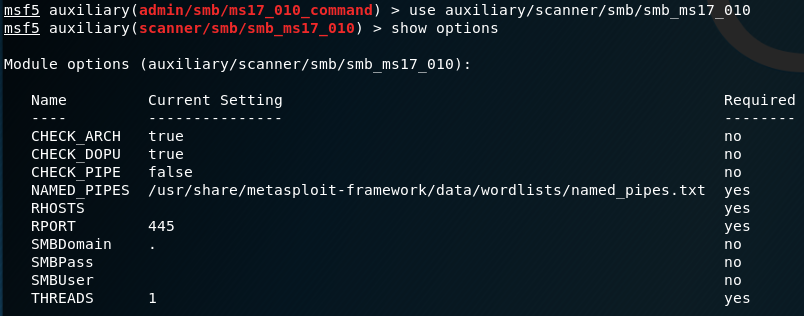 msf5 auxiliary(admin/smb/ms17_010_command) > use auxiliary/scanner/smb/smb_ms17_010
msf5 auxiliary(scanner/smb/smb_ms17_010) > show options
Module options (auxiliary/scanner/smb/smb_ms17_010):
Name Current Setting Required
---- --------------- --------
CHECK_ARCH true no
CHECK_DOPU true no
CHECK_PIPE false no
NAMED_PIPES /usr/share/metasploit-framework/data/wordlists/named_pipes.txt yes
RHOSTS yes
RPORT 445 yes
SMBDomain . no
SMBPass no
SMBUser no
THREADS 1 yes